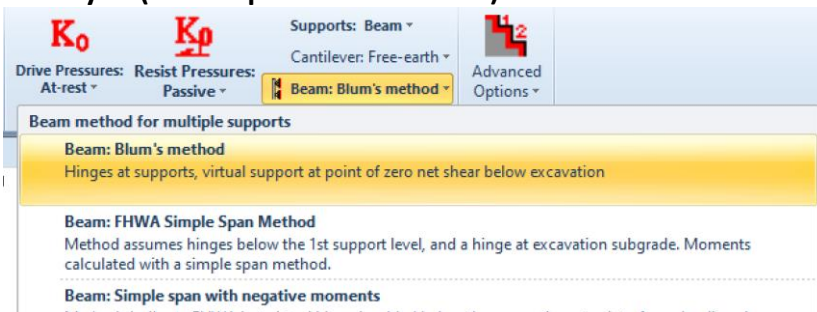 K0
Kp
Supports: Beam
Cantilever: Free-earth
Beam: Blum's method
Drive Pressures:
At-rest
Resist Pressures:
Passive
1 2
Advanced
Options
Beam method for multiple supports
Beam: Blum's method
Hinges at supports, virtual support at point of zero net shear below excavation
Beam: FHWA Simple Span Method
Method assumes hinges below the 1st support level, and a hinge at excavation subgrade. Moments
calculated with a simple span method.
Beam: Simple span with negative moments